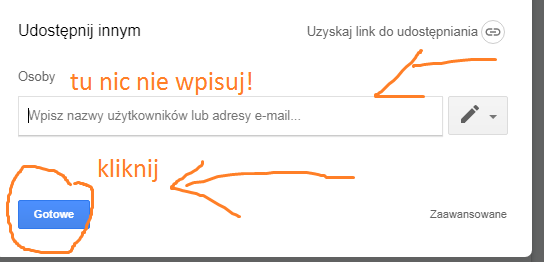 Udostępnij innym
Uzyskaj link do udostępniania
Osoby
tu nic nie wpisuj!
Wpisz nazwy użytkowników lub adresy e-mail...
kliknij
Gotowe
Zaawansowane